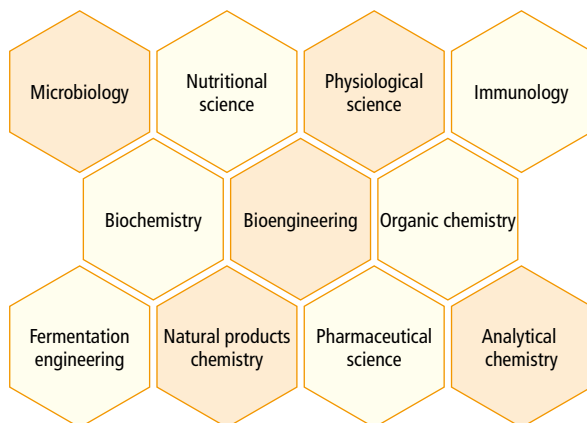 Microbiology
Nutritional
science
Physiological
science
Immunology
Biochemistry
Bioengineering
Organic chemistry
Fermentation
engineering
Natural products
chemistry
Pharmaceutical
science
Analytical
chemistry